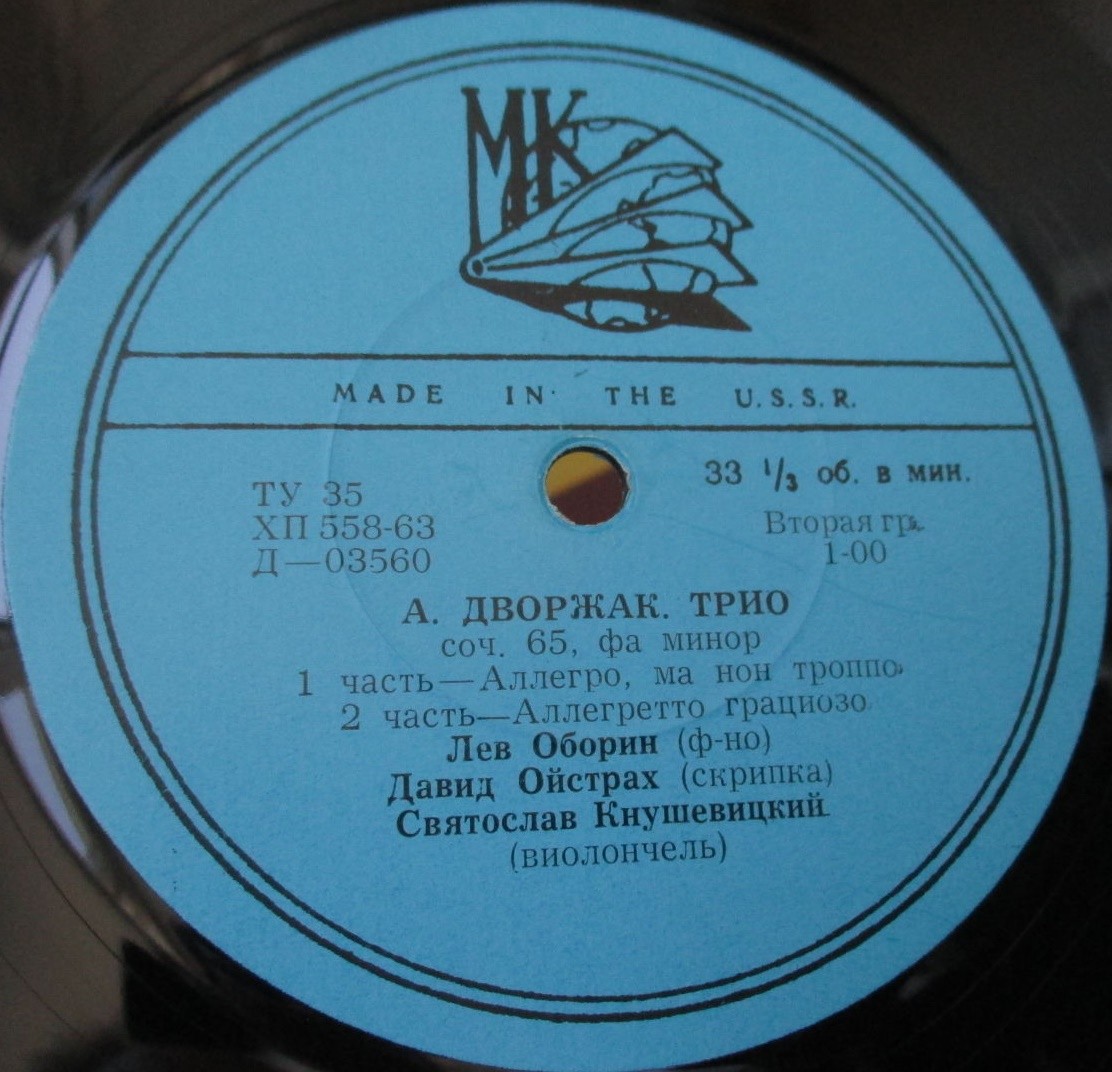 МК
MADE IN THE U.S.S.R.
33 1/3 об. в мин.
ТУ 35
ХП 558-63
Д—03560
Вторая гр.
1-00
А. ДВОРЖАК. ТРИО
соч. 65, фа минор
1 часть—Аллегро, ма нон троппо
2 часть—Аллегретто грациозо
Лев Оборин (ф-но)
Давид Ойстрах (скрипка)
Святослав Кнушевицкий
(виолончель)